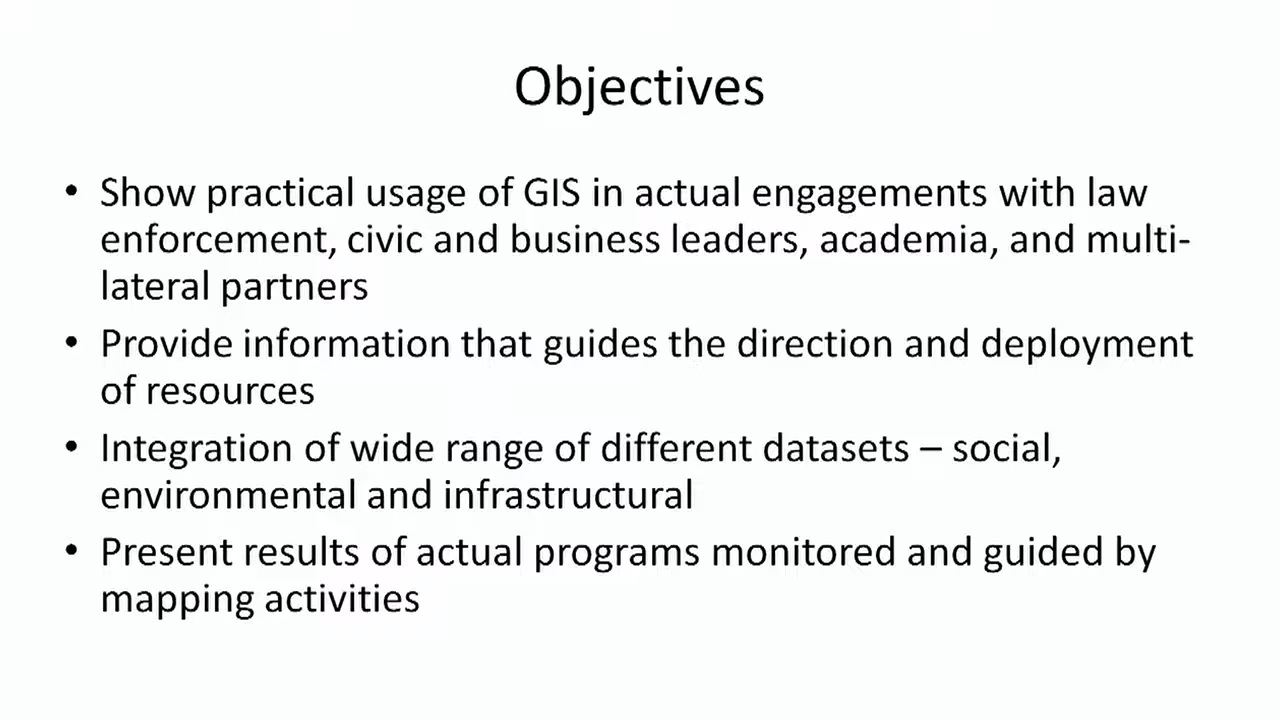 Objectives
• Show practical usage of GIS in actual engagements with law
enforcement, civic and business leaders, academia, and multi-
lateral partners
• Provide information that guides the direction and deployment
of resources
• Integration of wide range of different datasets – social,
environmental and infrastructural
• Present results of actual programs monitored and guided by
mapping activities